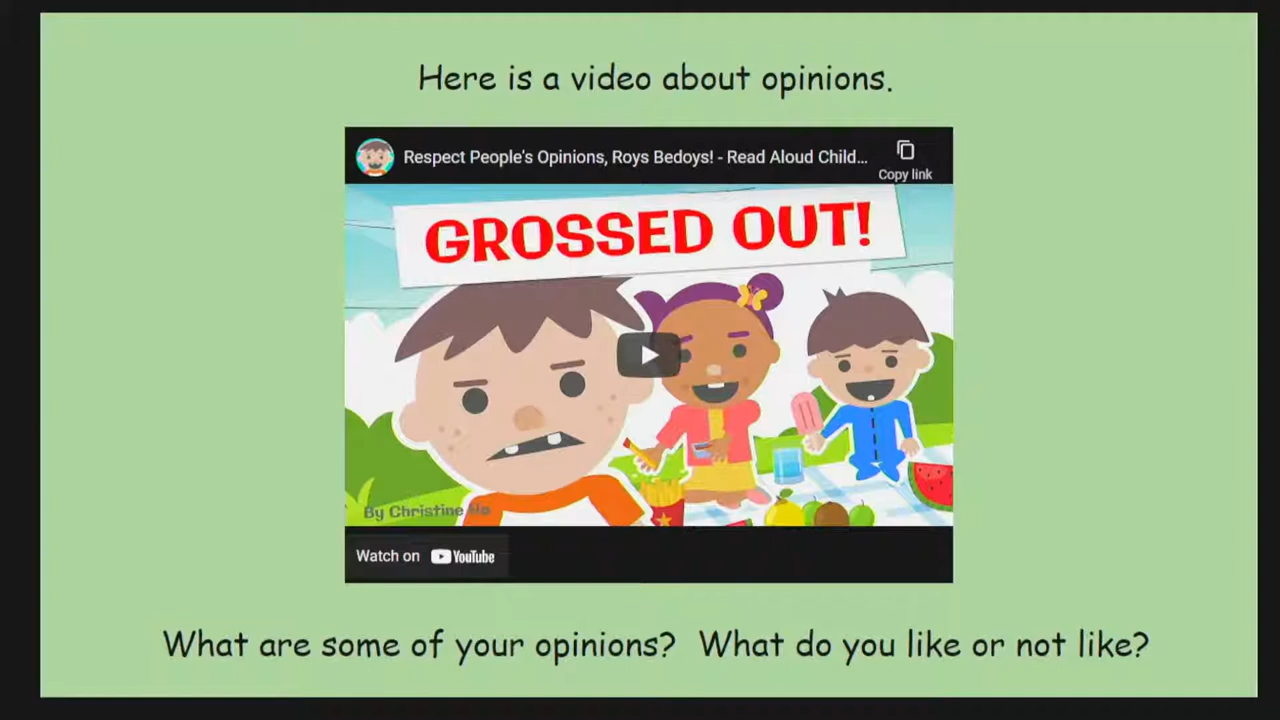 Here is a video about opinions.
Respect People's Opinions, Roys Bedoys! - Read Aloud Child...
Copy link
GROSSED OUT!
By Christine Ho
Watch on YouTube
What are some of your opinions? What do you like or not like?